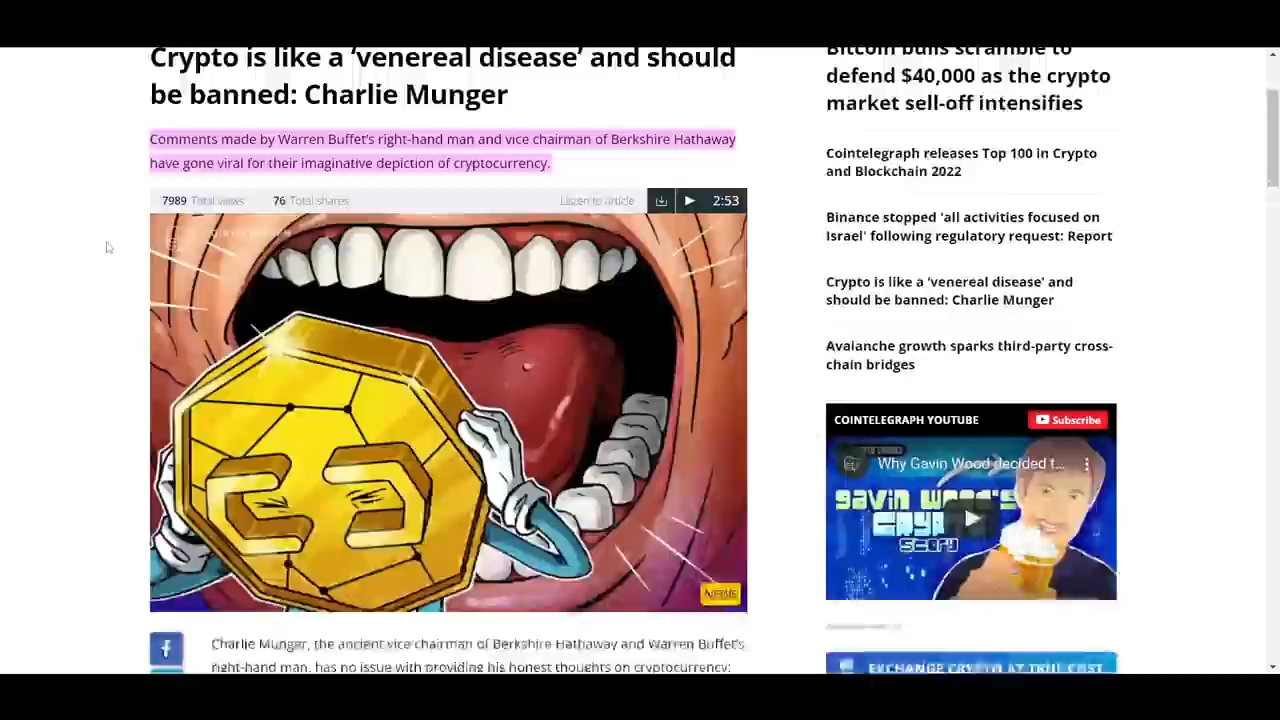 Crypto is like a ‘venereal disease’ and should
be banned: Charlie Munger
Comments made by Warren Buffet’s right-hand man and vice chairman of Berkshire Hathaway
have gone viral for their imaginative depiction of cryptocurrency.
7989 Total views 76 Total shares Listen to article 2:53
NEWS
Charlie Munger, the ancient vice chairman of Berkshire Hathaway and Warren Buffet’s
right-hand man, has no issue with providing his honest thoughts on cryptocurrency:
Bitcoin bulls scramble to
defend $40,000 as the crypto
market sell-off intensifies
Cointelegraph releases Top 100 in Crypto
and Blockchain 2022
Binance stopped 'all activities focused on
Israel' following regulatory request: Report
Crypto is like a ‘venereal disease’ and
should be banned: Charlie Munger
Avalanche growth sparks third-party cross-
chain bridges
COINTELEGRAPH YOUTUBE Subscribe
Why Gavin Wood decided t...
GAVIN WOOD'S
STORY
EXCHANGE CRYPTO AT TRUE COST